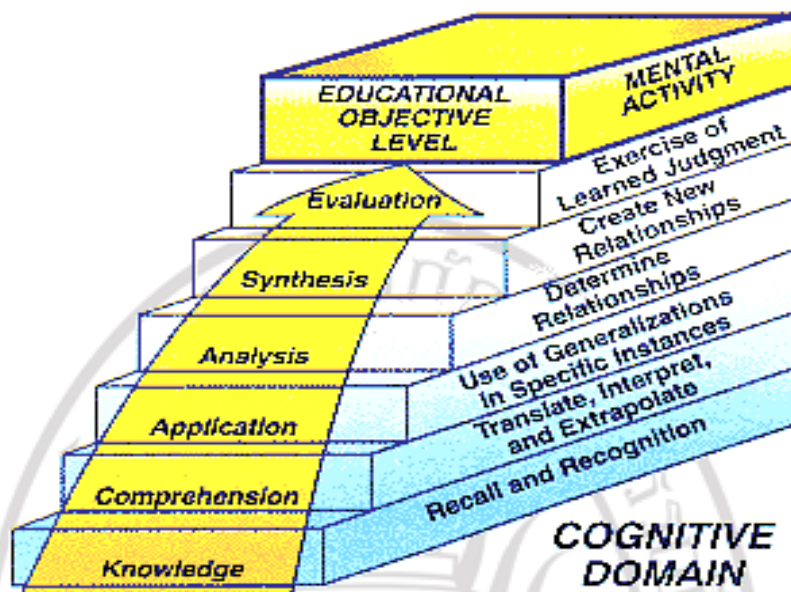 EDUCATIONAL
OBJECTIVE
LEVEL
MENTAL
ACTIVITY
Evaluation
Exercise of
Learned Judgment
Synthesis
Create New
Relationships
Analysis
Determine
Relationships
Application
Use of Generalizations
in Specific Instances
Comprehension
Translate, Interpret,
and Extrapolate
Knowledge
Recall and Recognition
COGNITIVE
DOMAIN